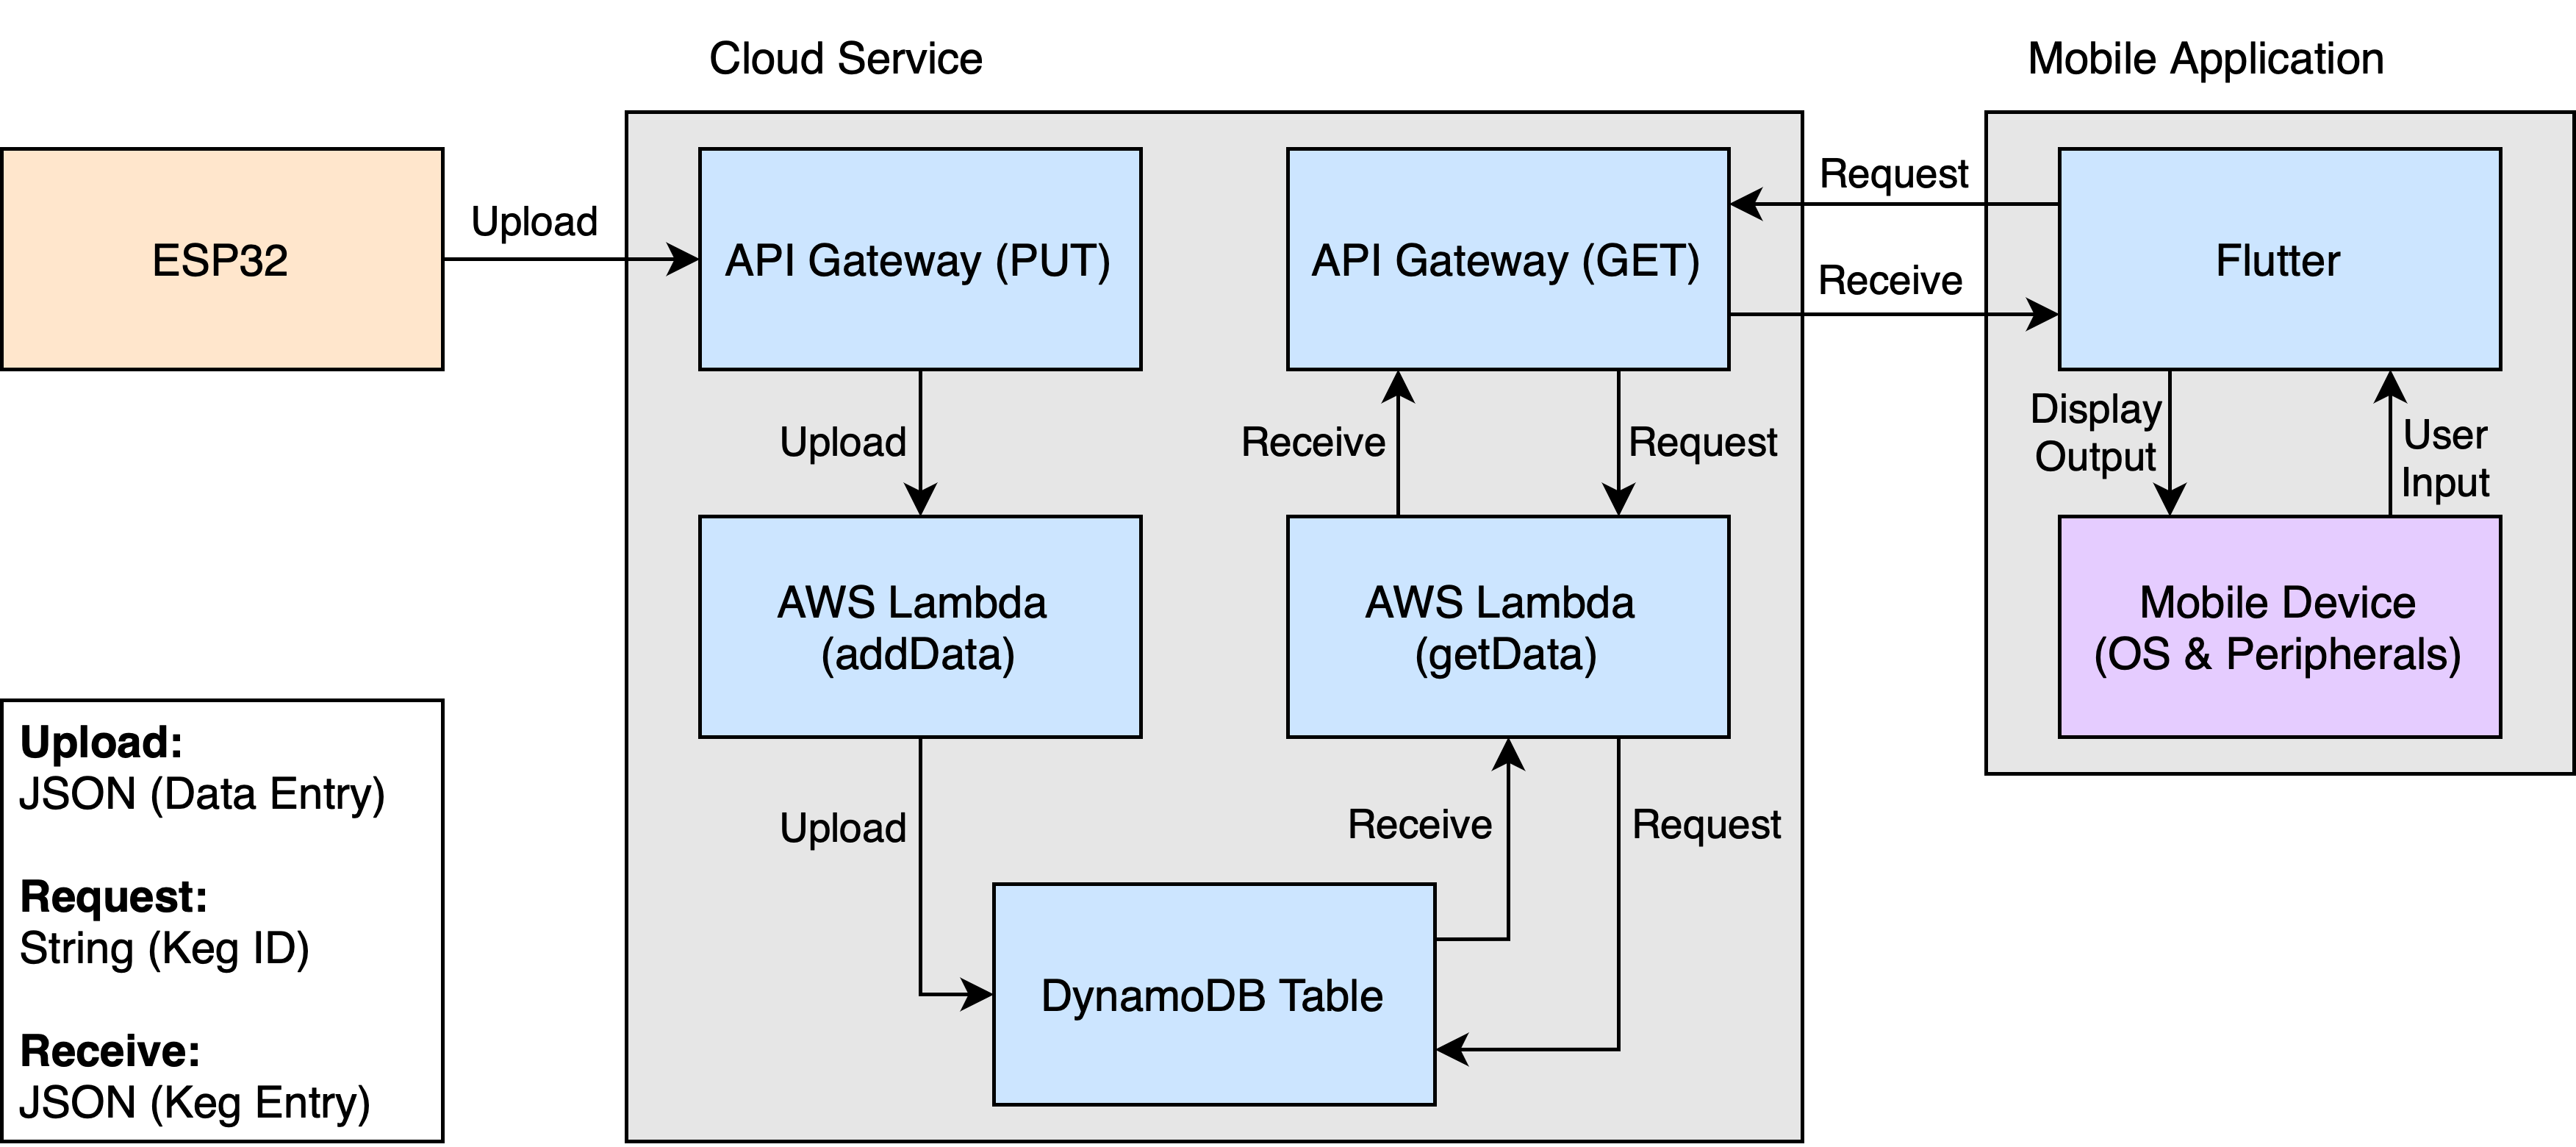 Cloud Service
Mobile Application
ESP32
Upload
API Gateway (PUT)
API Gateway (GET)
Request
Receive
Flutter
Upload
Receive
Request
Display
Output
User
Input
AWS Lambda
(addData)
AWS Lambda
(getData)
Mobile Device
(OS & Peripherals)
Upload
Receive
Request
DynamoDB Table
Upload:
JSON (Data Entry)
Request:
String (Keg ID)
Receive:
JSON (Keg Entry)